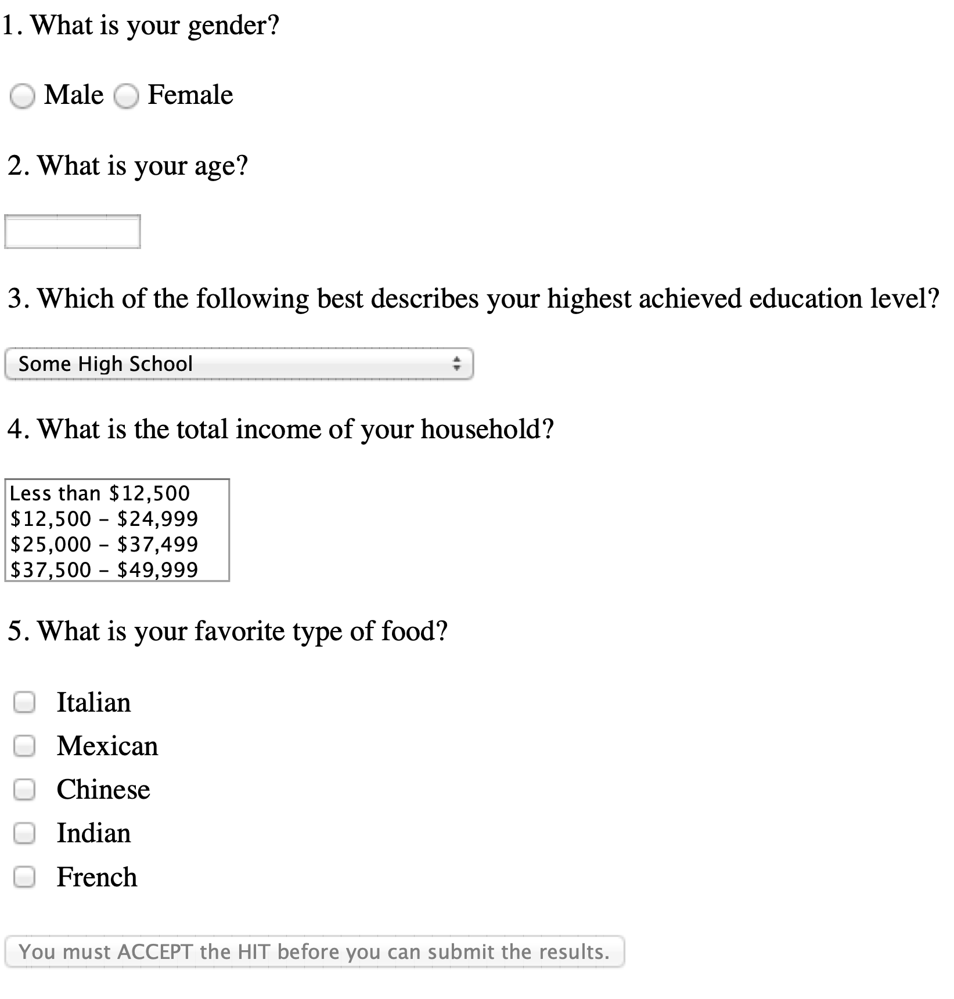 1. What is your gender?
Male Female
2. What is your age?
3. Which of the following best describes your highest achieved education level?
Some High School
4. What is the total income of your household?
Less than $12,500
$12,500 – $24,999
$25,000 – $37,499
$37,500 – $49,999
5. What is your favorite type of food?
Italian
Mexican
Chinese
Indian
French
You must ACCEPT the HIT before you can submit the results.